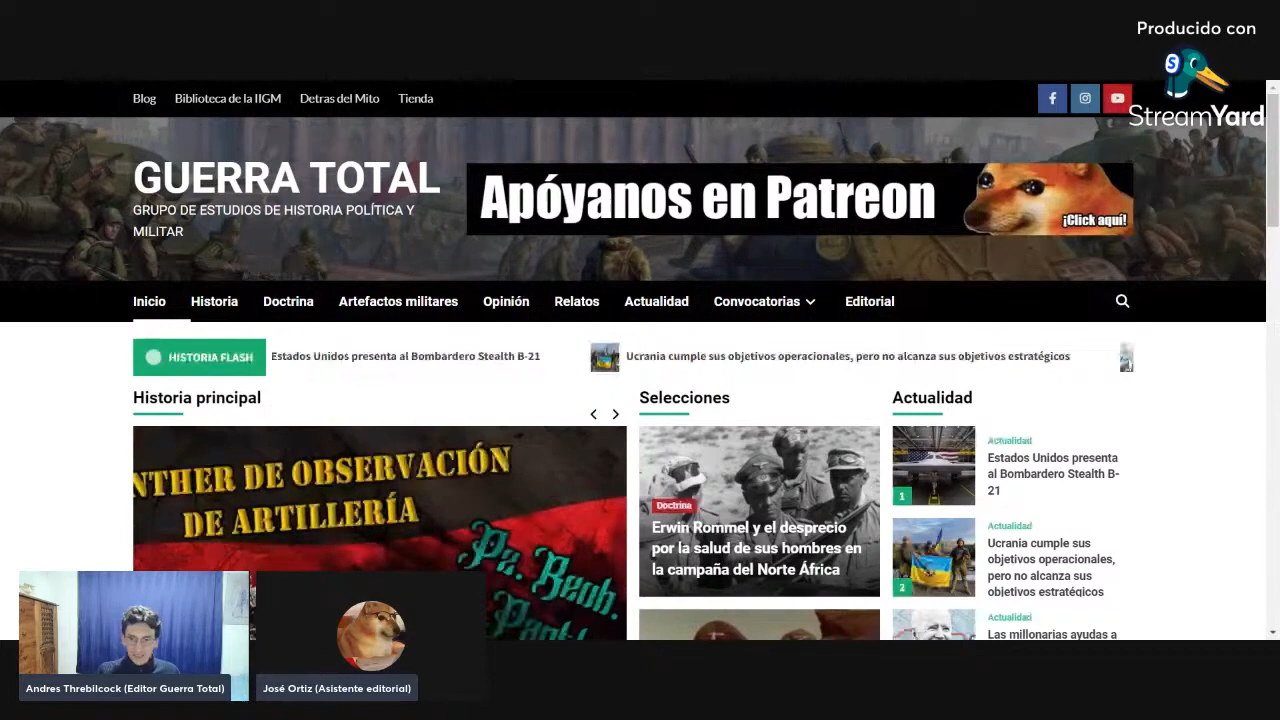 Producido con
StreamYard
Blog Biblioteca de la IIGM Detras del Mito Tienda
GUERRA TOTAL
GRUPO DE ESTUDIOS DE HISTORIA POLÍTICA Y
MILITAR
Apóyanos en Patreon
¡Click aquí!
Inicio Historia Doctrina Artefactos militares Opinión Relatos Actualidad Convocatorias Editorial
HISTORIA FLASH Estados Unidos presenta al Bombardero Stealth B-21 Ucrania cumple sus objetivos operacionales, pero no alcanza sus objetivos estratégicos
Historia principal
NTHER DE OBSERVACIÓN
DE ARTILLERÍA
Pz. Beob.
Selecciones
Doctrina
Erwin Rommel y el desprecio
por la salud de sus hombres en
la campaña del Norte África
Actualidad
1
Actualidad
Estados Unidos presenta
al Bombardero Stealth B-
21
2
Actualidad
Ucrania cumple sus
objetivos operacionales,
pero no alcanza sus
objetivos estratégicos
Actualidad
Las millonarias ayudas a
Andres Threbilcock (Editor Guerra Total)
José Ortiz (Asistente editorial)